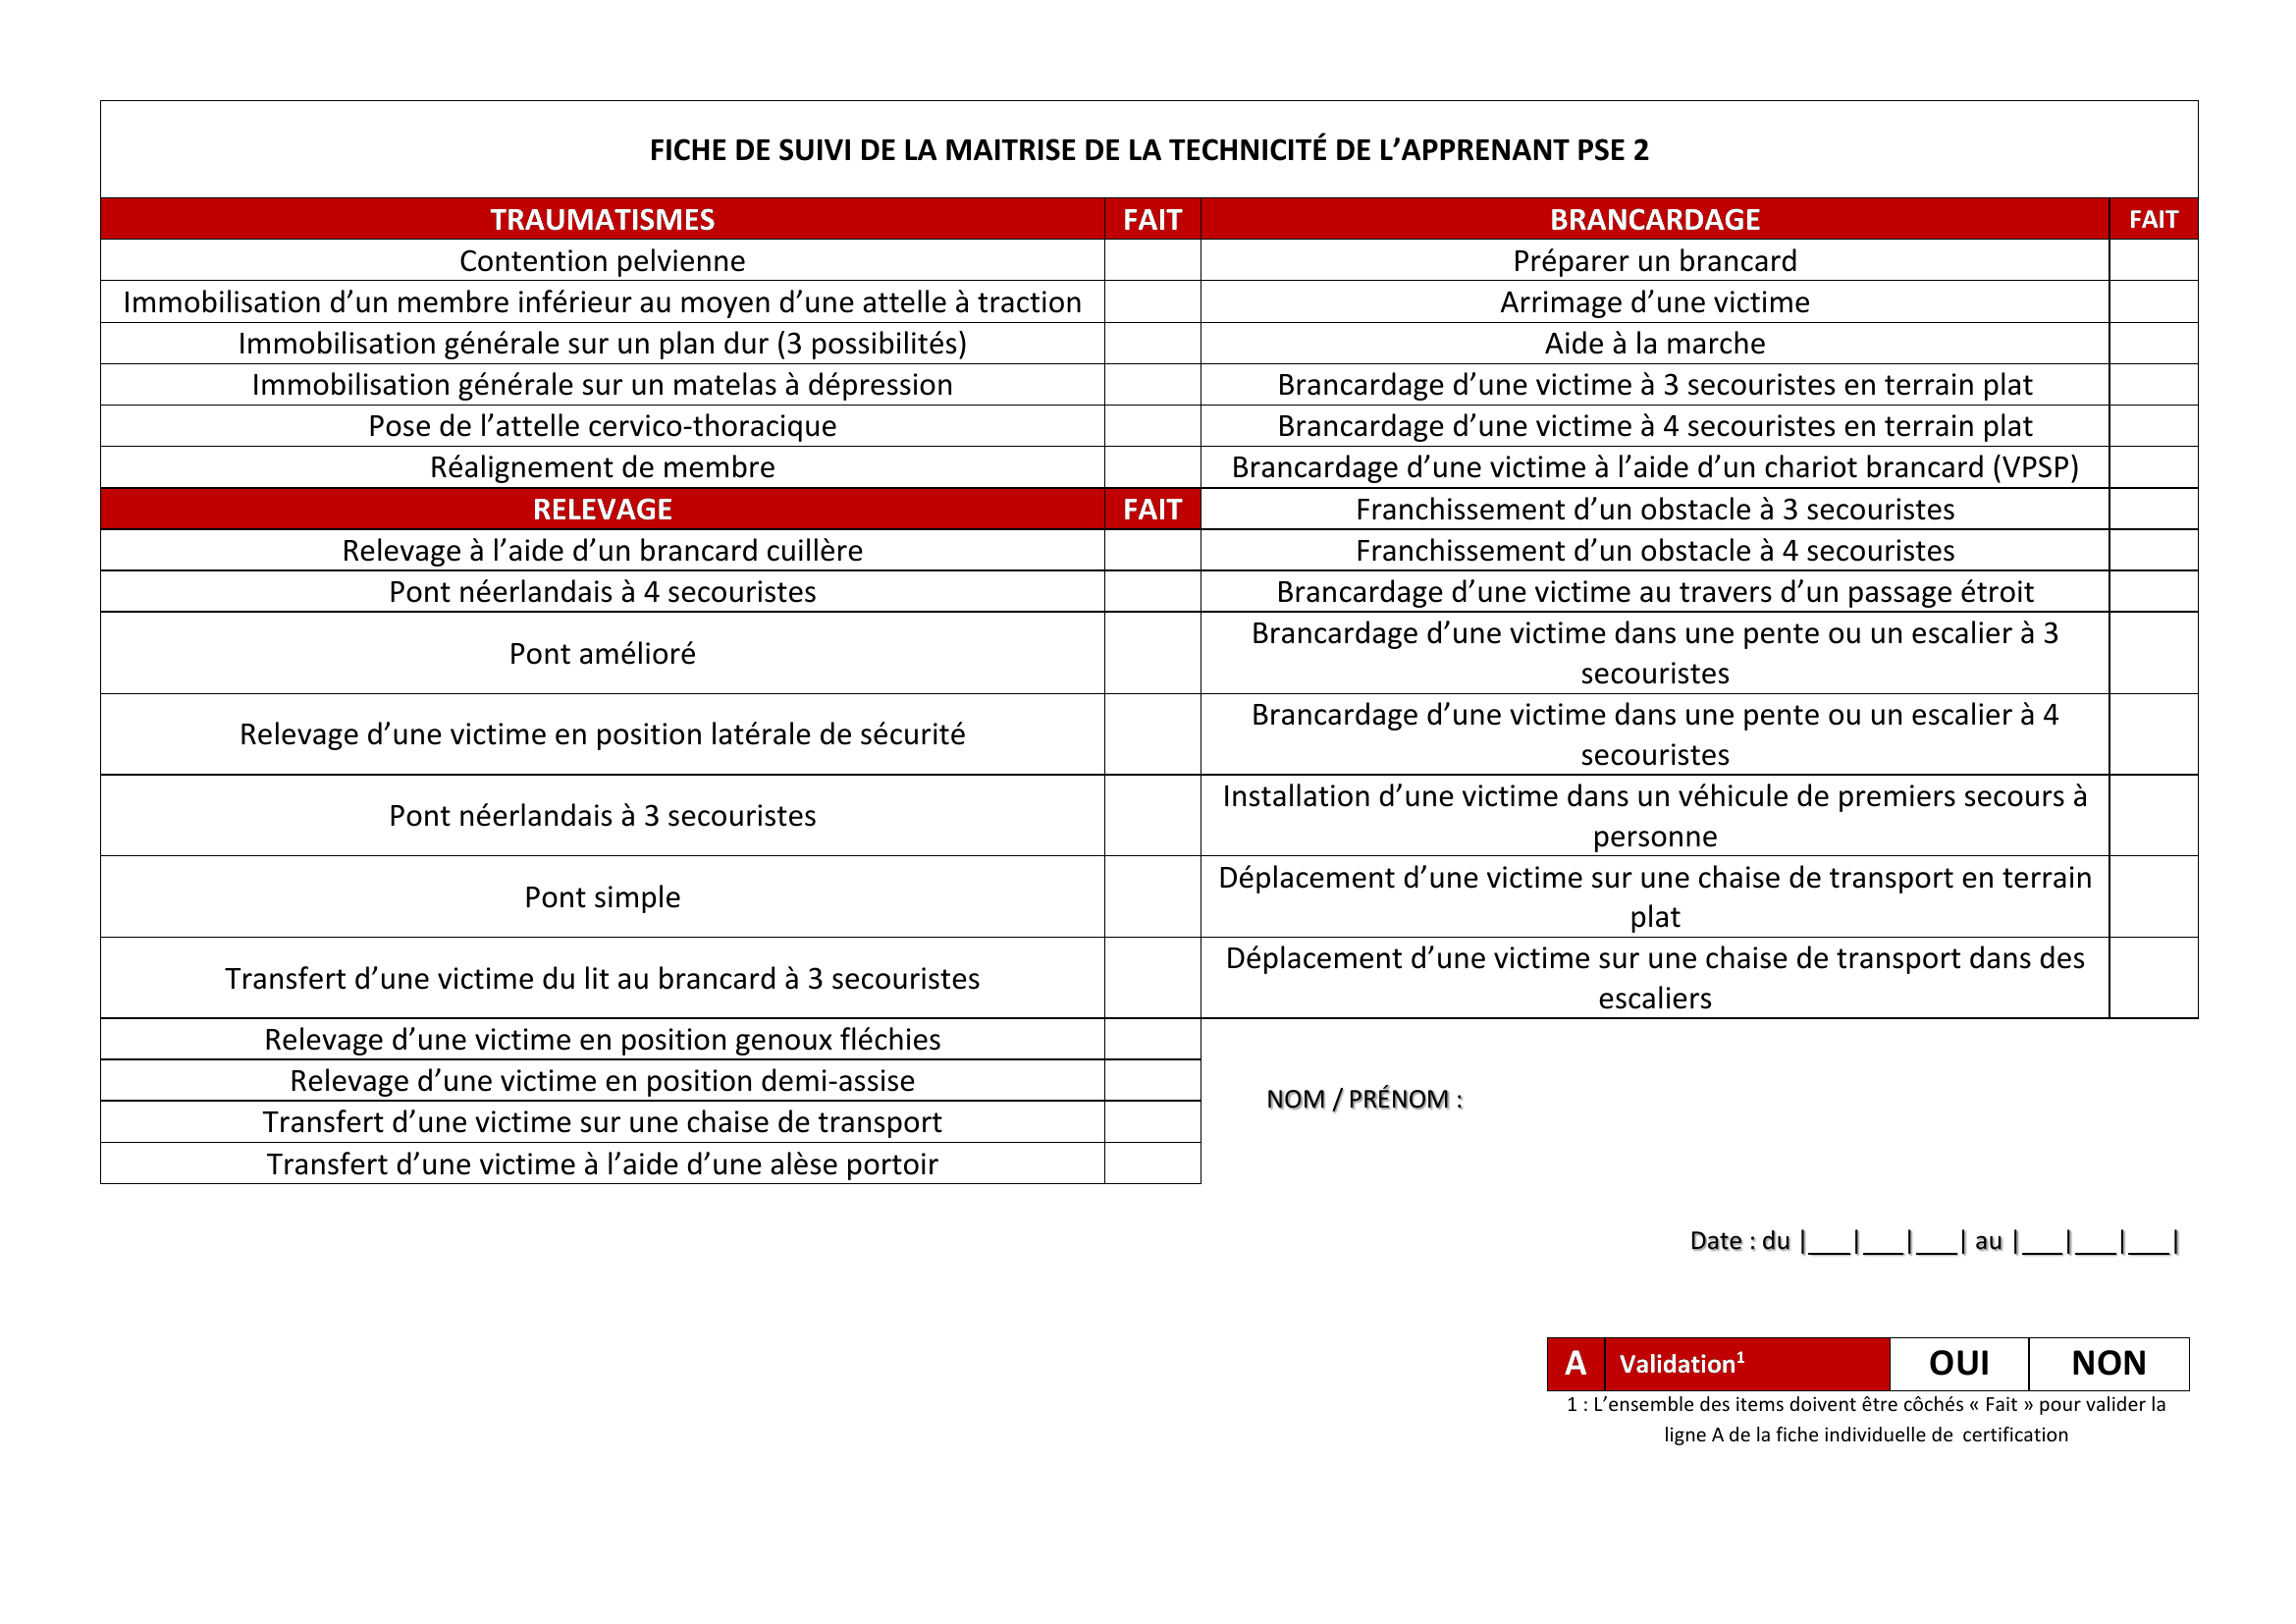 FICHE DE SUIVI DE LA MAITRISE DE LA TECHNICITÉ DE L’APPRENANT PSE 2
TRAUMATISMES FAIT BRANCARDAGE FAIT
Contention pelvienne Préparer un brancard
Immobilisation d’un membre inférieur au moyen d’une attelle à traction Arrimage d’une victime
Immobilisation générale sur un plan dur (3 possibilités) Aide à la marche
Immobilisation générale sur un matelas à dépression Brancardage d’une victime à 3 secouristes en terrain plat
Pose de l’attelle cervico-thoracique Brancardage d’une victime à 4 secouristes en terrain plat
Réalignement de membre Brancardage d’une victime à l’aide d’un chariot brancard (VPSP)
RELEVAGE FAIT Franchissement d’un obstacle à 3 secouristes
Relevage à l’aide d’un brancard cuillère Franchissement d’un obstacle à 4 secouristes
Pont néerlandais à 4 secouristes Brancardage d’une victime au travers d’un passage étroit
Pont amélioré Brancardage d’une victime dans une pente ou un escalier à 3
secouristes
Relevage d’une victime en position latérale de sécurité Brancardage d’une victime dans une pente ou un escalier à 4
secouristes
Pont néerlandais à 3 secouristes Installation d’une victime dans un véhicule de premiers secours à
personne
Pont simple Déplacement d’une victime sur une chaise de transport en terrain
plat
Transfert d’une victime du lit au brancard à 3 secouristes Déplacement d’une victime sur une chaise de transport dans des
escaliers
Relevage d’une victime en position genoux fléchies
Relevage d’une victime en position demi-assise
NOM / PRÉNOM :
Transfert d’une victime sur une chaise de transport
Transfert d’une victime à l’aide d’une alèse portoir
Date : du |___|___|___| au |___|___|___|
A Validation¹ OUI NON
1 : L’ensemble des items doivent être côchés « Fait » pour valider la
ligne A de la fiche individuelle de certification